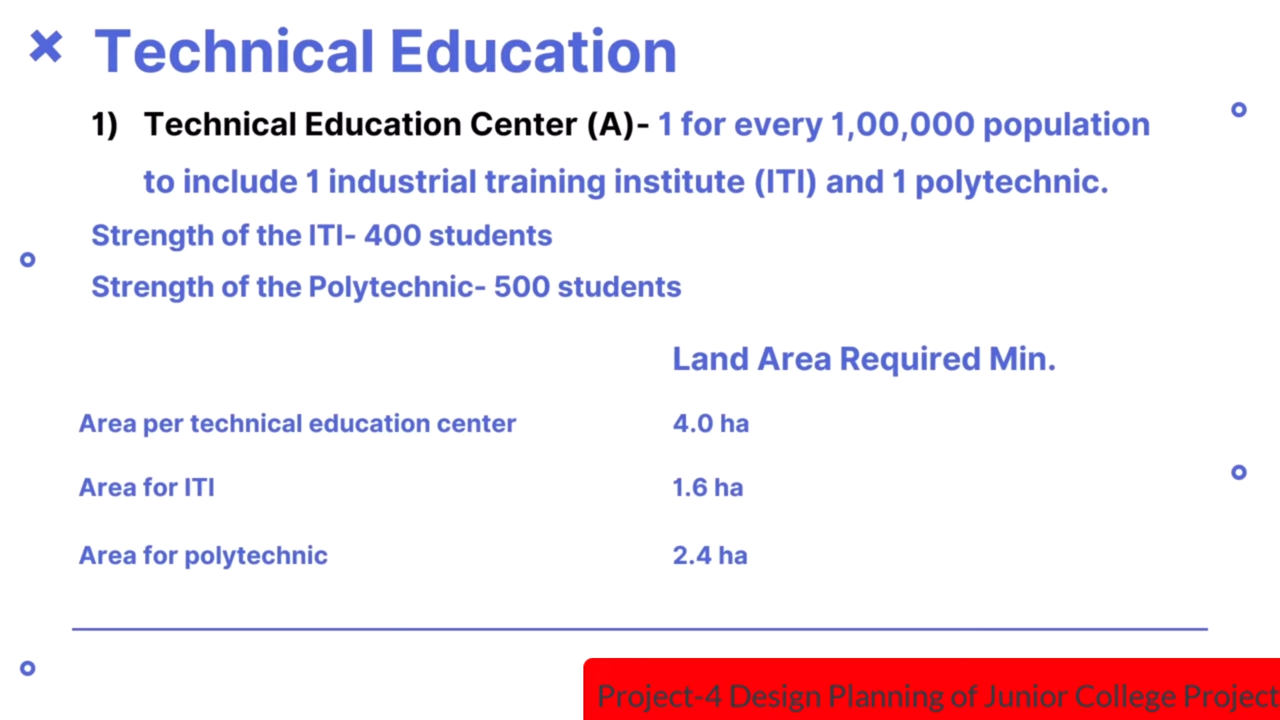 Technical Education
1) Technical Education Center (A)- 1 for every 1,00,000 population
to include 1 industrial training institute (ITI) and 1 polytechnic.
Strength of the ITI- 400 students
Strength of the Polytechnic- 500 students
Land Area Required Min.
Area per technical education center 4.0 ha
Area for ITI 1.6 ha
Area for polytechnic 2.4 ha
Project-4 Design Planning of Junior College Project